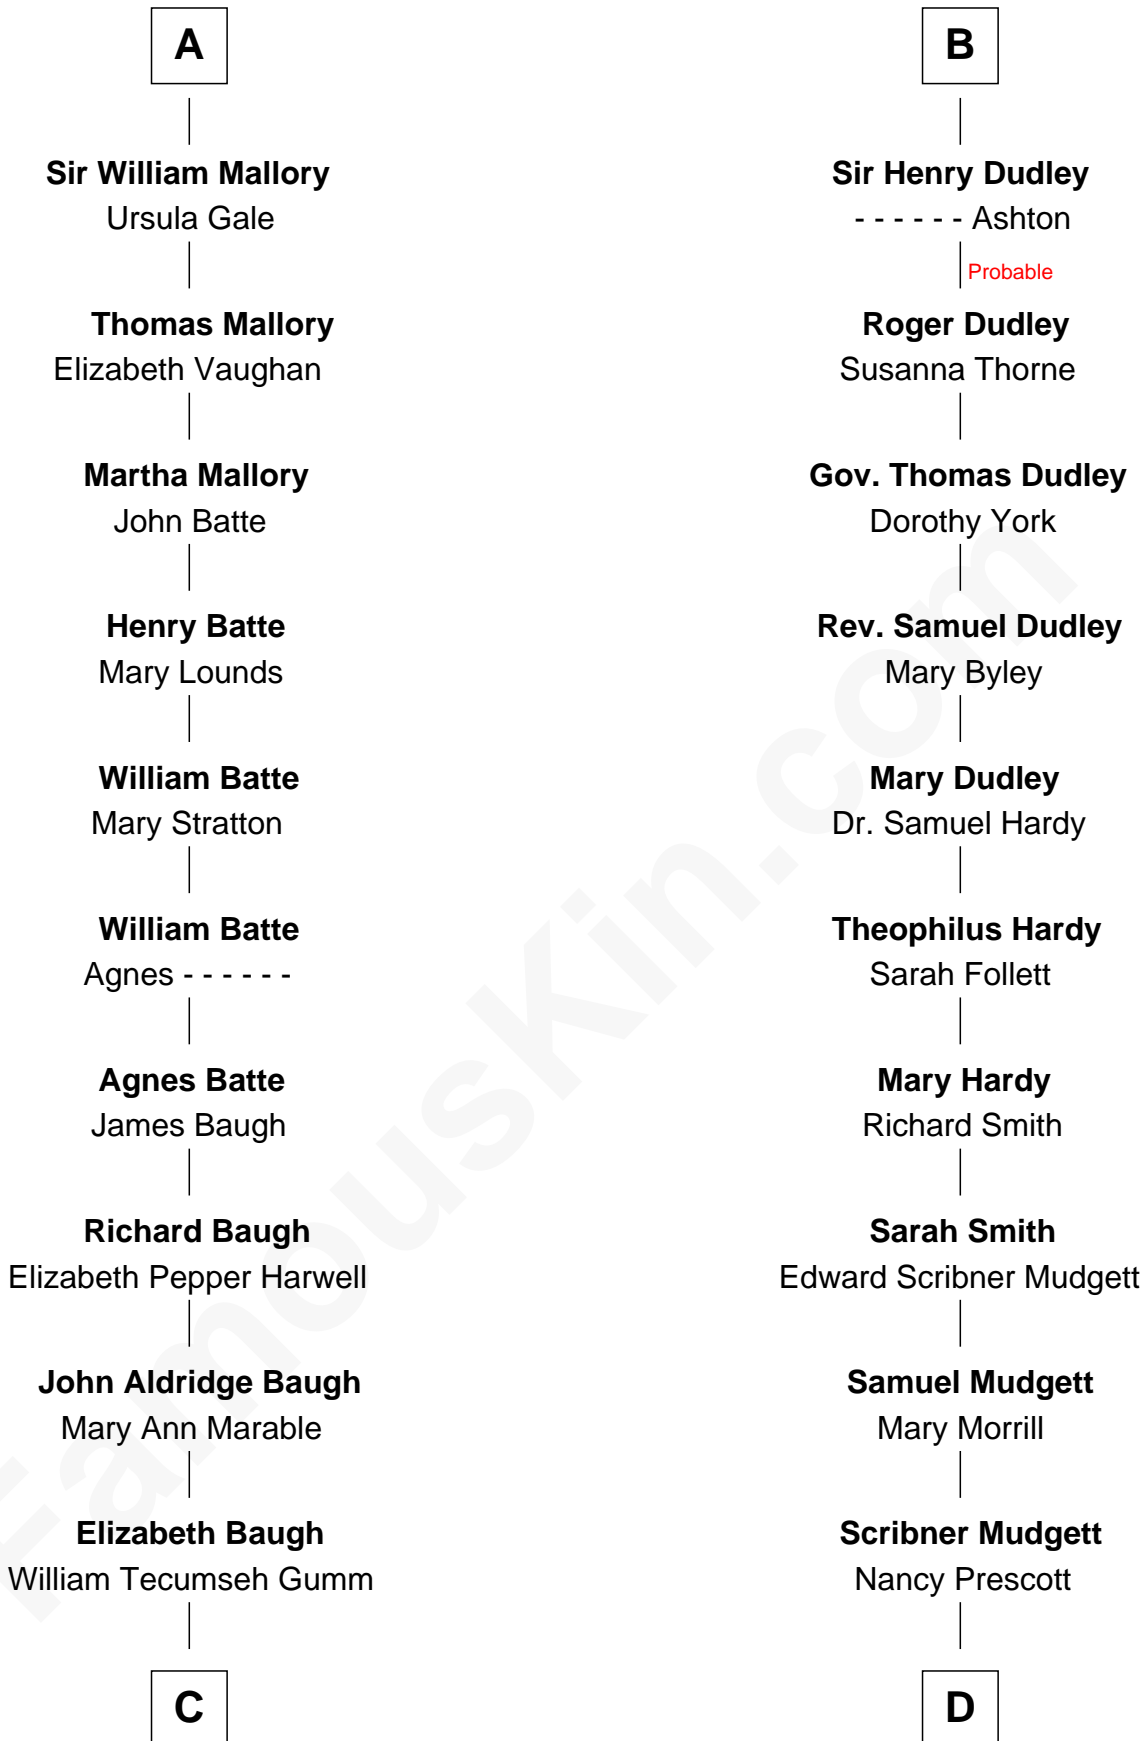 A
Sir William Mallory
Ursula Gale
Thomas Mallory
Elizabeth Vaughan
Martha Mallory
John Batte
Henry Batte
Mary Lounds
William Batte
Mary Stratton
William Batte
Agnes - - - - - -
Agnes Batte
James Baugh
Richard Baugh
Elizabeth Pepper Harwell
John Aldridge Baugh
Mary Ann Marable
Elizabeth Baugh
William Tecumseh Gumm
C
B
Sir Henry Dudley
- - - - - - Ashton
Probable
Roger Dudley
Susanna Thorne
Gov. Thomas Dudley
Dorothy York
Rev. Samuel Dudley
Mary Byley
Mary Dudley
Dr. Samuel Hardy
Theophilus Hardy
Sarah Follett
Mary Hardy
Richard Smith
Sarah Smith
Edward Scribner Mudgett
Samuel Mudgett
Mary Morrill
Scribner Mudgett
Nancy Prescott
D
FamousKin.com